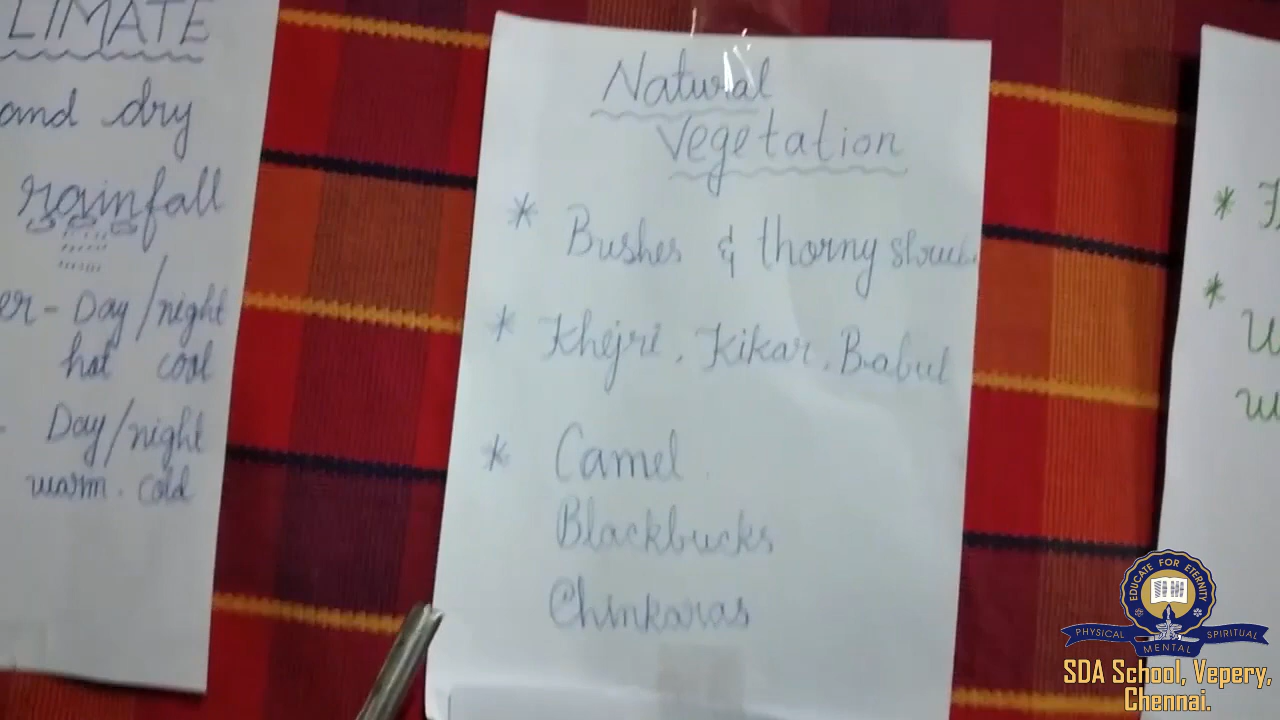 LIMATE
and dry
rainfall
er - Day/night
hot cool
- Day/night
warm. cold
Natural
Vegetation
* Bushes & thorny shrubs
* Khejri, Kikar, Babul
* Camel
Blackbucks
Chinkaras
*
*
EDUCATE FOR ETERNITY
PHYSICAL MENTAL SPIRITUAL
SDA School, Vepery,
Chennai.